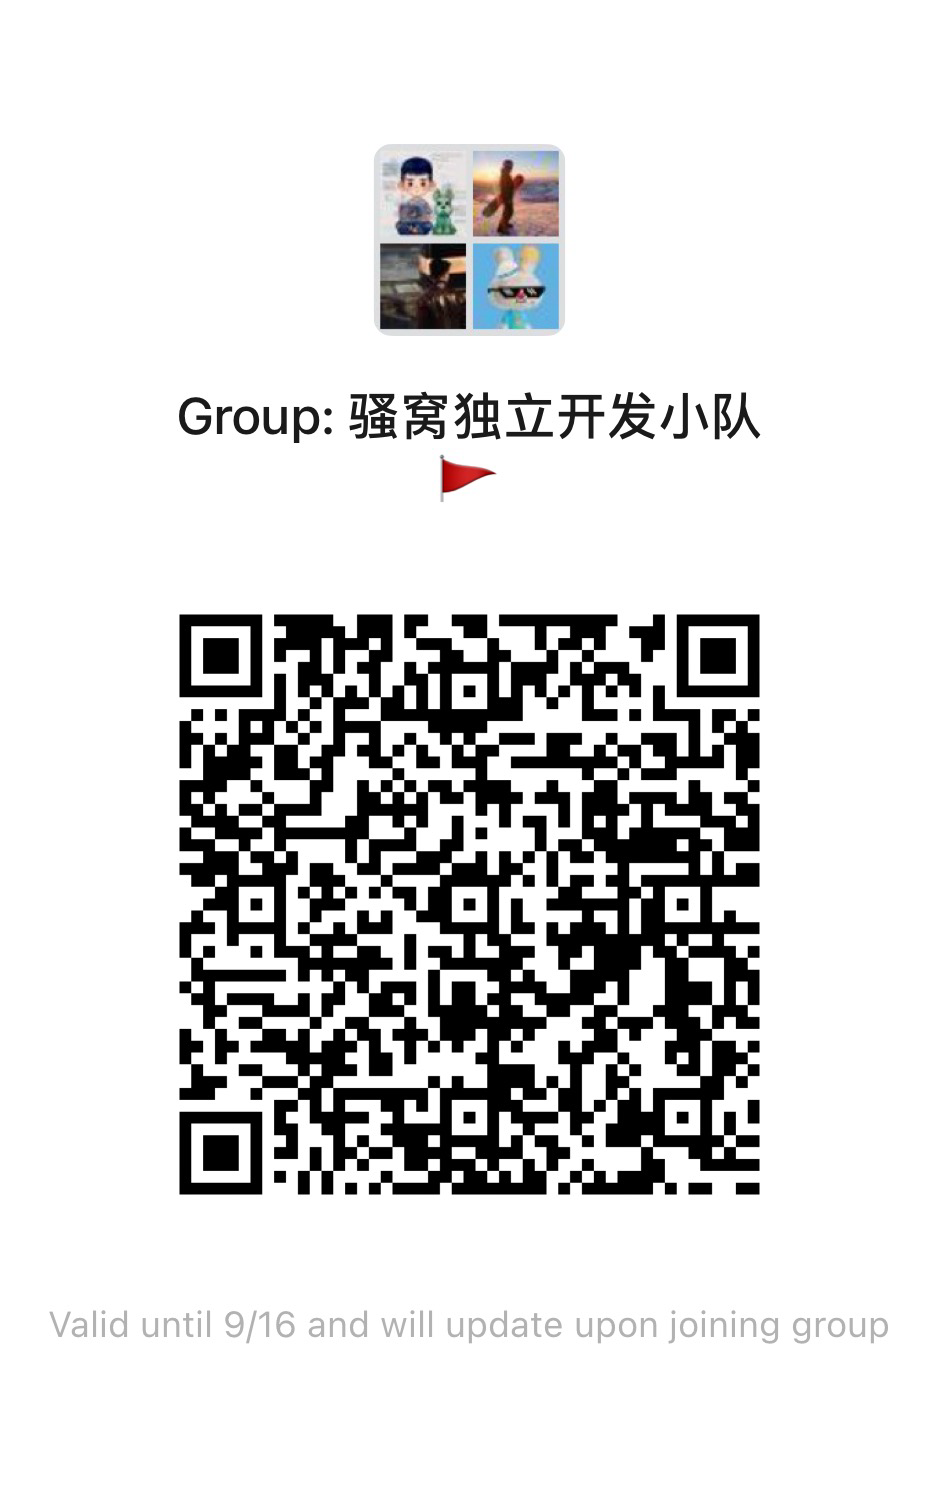 Group: 骚窝独立开发小队
🚩
Valid until 9/16 and will update upon joining group